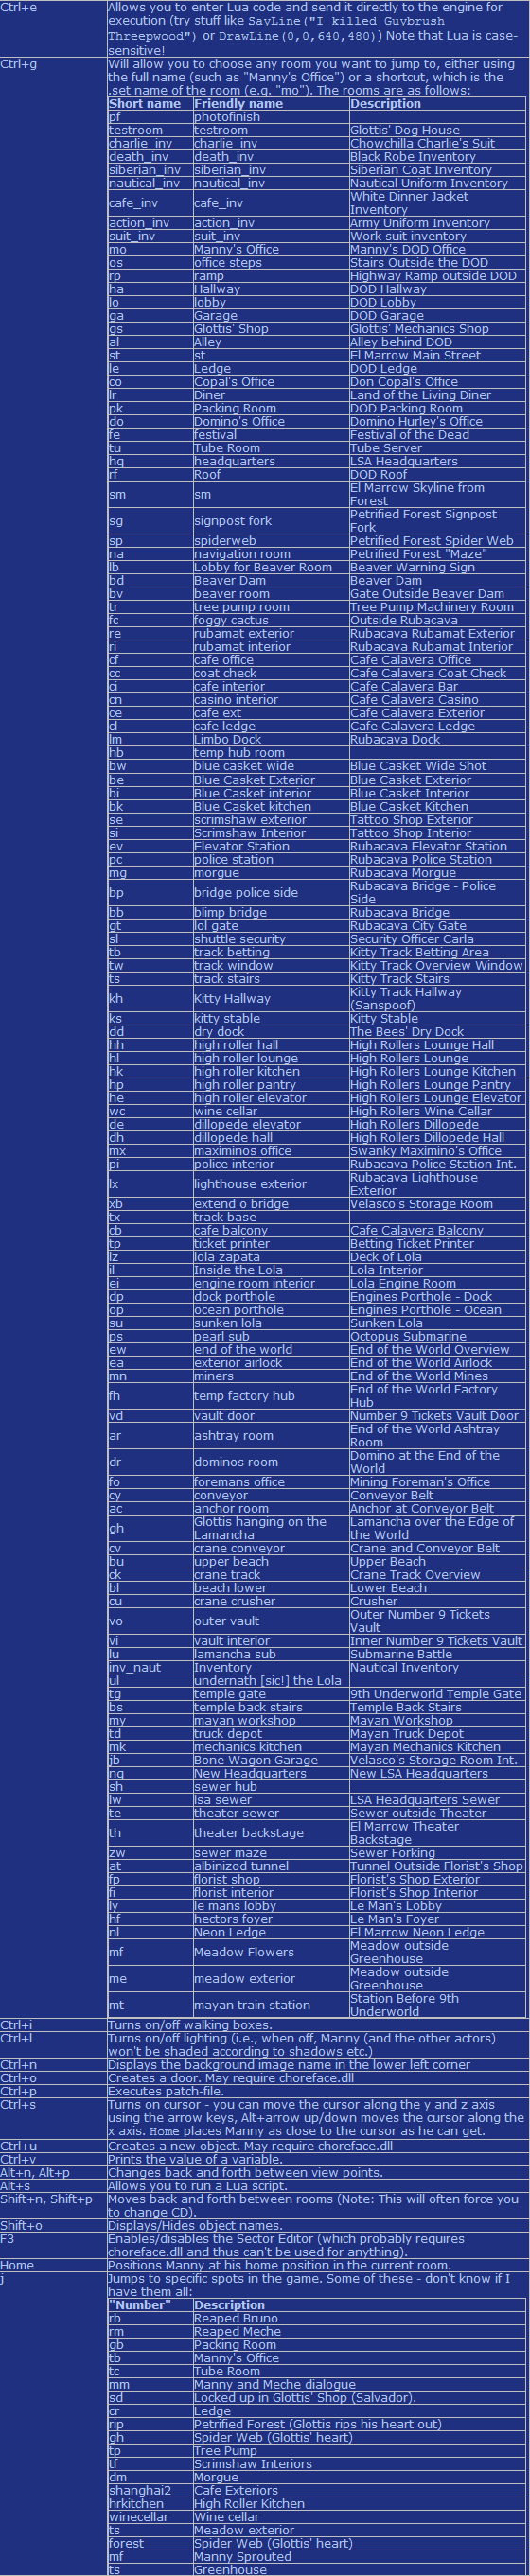 Ctrl+e Allows you to enter Lua code and send it directly to the engine for
execution (try stuff like SayLine("I killed Guybrush
Threepwood") or DrawLine(0,0,640,480)) Note that Lua is case-
sensitive!
Ctrl+g Will allow you to choose any room you want to jump to, either using
the full name (such as "Manny's Office") or a shortcut, which is the
.set name of the room (e.g. "mo"). The rooms are as follows:
Short name Friendly name Description
pf photofinish
testroom testroom Glottis' Dog House
charlie_inv charlie_inv Chowchilla Charlie's Suit
death_inv death_inv Black Robe Inventory
siberian_inv siberian_inv Siberian Coat Inventory
nautical_inv nautical_inv Nautical Uniform Inventory
cafe_inv cafe_inv White Dinner Jacket
Inventory
action_inv action_inv Army Uniform Inventory
suit_inv suit_inv Work suit inventory
mo Manny's Office Manny's DOD Office
os office steps Stairs Outside the DOD
rp ramp Highway Ramp outside DOD
ha Hallway DOD Hallway
lo lobby DOD Lobby
ga Garage DOD Garage
gs Glottis' Shop Glottis' Mechanics Shop
al Alley Alley behind DOD
st st El Marrow Main Street
le Ledge DOD Ledge
co Copal's Office Don Copal's Office
lr Diner Land of the Living Diner
pk Packing Room DOD Packing Room
do Domino's Office Domino Hurley's Office
fe festival Festival of the Dead
tu Tube Room Tube Server
hq headquarters LSA Headquarters
rf Roof DOD Roof
sm sm El Marrow Skyline from
Forest
sg signpost fork Petrified Forest Signpost
Fork
sp spiderweb Petrified Forest Spider Web
na navigation room Petrified Forest "Maze"
lb Lobby for Beaver Room Beaver Warning Sign
bd Beaver Dam Beaver Dam
bv beaver room Gate Outside Beaver Dam
tr tree pump room Tree Pump Machinery Room
fc foggy cactus Outside Rubacava
re rubamat exterior Rubacava Rubamat Exterior
ri rubamat interior Rubacava Rubamat Interior
cf cafe office Cafe Calavera Office
cc coat check Cafe Calavera Coat Check
ci cafe interior Cafe Calavera Bar
cn casino interior Cafe Calavera Casino
ce cafe ext Cafe Calavera Exterior
cl cafe ledge Cafe Calavera Ledge
lm Limbo Dock Rubacava Dock
hb temp hub room
bw blue casket wide Blue Casket Wide Shot
be Blue Casket Exterior Blue Casket Exterior
bi Blue Casket interior Blue Casket Interior
bk Blue Casket kitchen Blue Casket Kitchen
se scrimshaw exterior Tattoo Shop Exterior
si Scrimshaw Interior Tattoo Shop Interior
ev Elevator Station Rubacava Elevator Station
pc police station Rubacava Police Station
mg morgue Rubacava Morgue
bp bridge police side Rubacava Bridge - Police
Side
bb blimp bridge Rubacava Bridge
gt lol gate Rubacava City Gate
sl shuttle security Security Officer Carla
tb track betting Kitty Track Betting Area
tw track window Kitty Track Overview Window
ts track stairs Kitty Track Stairs
kh Kitty Hallway Kitty Track Hallway
(Sanspoof)
ks kitty stable Kitty Stable
dd dry dock The Bees' Dry Dock
hh high roller hall High Rollers Lounge Hall
hl high roller lounge High Rollers Lounge
hk high roller kitchen High Rollers Lounge Kitchen
hp high roller pantry High Rollers Lounge Pantry
he high roller elevator High Rollers Lounge Elevator
wc wine cellar High Rollers Wine Cellar
de dillopede elevator High Rollers Dillopede
dh dillopede hall High Rollers Dillopede Hall
mx maximinos office Swanky Maximino's Office
pi police interior Rubacava Police Station Int.
lx lighthouse exterior Rubacava Lighthouse
Exterior
xb extend o bridge Velasco's Storage Room
tx track base
cb cafe balcony Cafe Calavera Balcony
tp ticket printer Betting Ticket Printer
lz lola zapata Deck of Lola
il Inside the Lola Lola Interior
ei engine room interior Lola Engine Room
dp dock porthole Engines Porthole - Dock
op ocean porthole Engines Porthole - Ocean
su sunken lola Sunken Lola
ps pearl sub Octopus Submarine
ew end of the world End of the World Overview
ea exterior airlock End of the World Airlock
mn miners End of the World Mines
fh temp factory hub End of the World Factory
Hub
vd vault door Number 9 Tickets Vault Door
ar ashtray room End of the World Ashtray
Room
dr dominos room Domino at the End of the
World
fo foremans office Mining Foreman's Office
cy conveyor Conveyor Belt
ac anchor room Anchor at Conveyor Belt
gh Glottis hanging on the
Lamancha Lamancha over the Edge of
the World
cv crane conveyor Crane and Conveyor Belt
bu upper beach Upper Beach
ck crane track Crane Track Overview
bl beach lower Lower Beach
cu crane crusher Crusher
vo outer vault Outer Number 9 Tickets
Vault
vi vault interior Inner Number 9 Tickets Vault
lu lamancha sub Submarine Battle
inv_naut Inventory Nautical Inventory
ul undernath [sic!] the Lola
tg temple gate 9th Underworld Temple Gate
bs temple back stairs Temple Back Stairs
my mayan workshop Mayan Workshop
td truck depot Mayan Truck Depot
mk mechanics kitchen Mayan Mechanics Kitchen
jb Bone Wagon Garage Velasco's Storage Room Int.
nq New Headquarters New LSA Headquarters
sh sewer hub
lw lsa sewer LSA Headquarters Sewer
te theater sewer Sewer outside Theater
th theater backstage El Marrow Theater
Backstage
zw sewer maze Sewer Forking
at albinizod tunnel Tunnel Outside Florist's Shop
fp florist shop Florist's Shop Exterior
fi florist interior Florist's Shop Interior
ly le mans lobby Le Man's Lobby
hf hectors foyer Le Man's Foyer
nl Neon Ledge El Marrow Neon Ledge
mf Meadow Flowers Meadow outside
Greenhouse
me meadow exterior Meadow outside
Greenhouse
mt mayan train station Station Before 9th
Underworld
Ctrl+i Turns on/off walking boxes.
Ctrl+l Turns on/off lighting (i.e., when off, Manny (and the other actors)
won't be shaded according to shadows etc.)
Ctrl+n Displays the background image name in the lower left corner
Ctrl+o Creates a door. May require choreface.dll
Ctrl+p Executes patch-file.
Ctrl+s Turns on cursor - you can move the cursor along the y and z axis
using the arrow keys, Alt+arrow up/down moves the cursor along the
x axis. Home places Manny as close to the cursor as he can get.
Ctrl+u Creates a new object. May require choreface.dll
Ctrl+v Prints the value of a variable.
Alt+n, Alt+p Changes back and forth between view points.
Alt+s Allows you to run a Lua script.
Shift+n, Shift+p Moves back and forth between rooms (Note: This will often force you
to change CD).
Shift+o Displays/Hides object names.
F3 Enables/disables the Sector Editor (which probably requires
choreface.dll and thus can't be used for anything).
Home Positions Manny at his home position in the current room.
j Jumps to specific spots in the game. Some of these - don't know if I
have them all:
"Number" Description
rb Reaped Bruno
rm Reaped Meche
gb Packing Room
tb Manny's Office
tc Tube Room
mm Manny and Meche dialogue
sd Locked up in Glottis' Shop (Salvador).
cr Ledge
rip Petrified Forest (Glottis rips his heart out)
gh Spider Web (Glottis' heart)
tp Tree Pump
tf Scrimshaw Interiors
dm Morgue
shanghai2 Cafe Exteriors
hrkitchen High Roller Kitchen
winecellar Wine cellar
ts Meadow exterior
forest Spider Web (Glottis' heart)
mf Manny Sprouted
ts Greenhouse